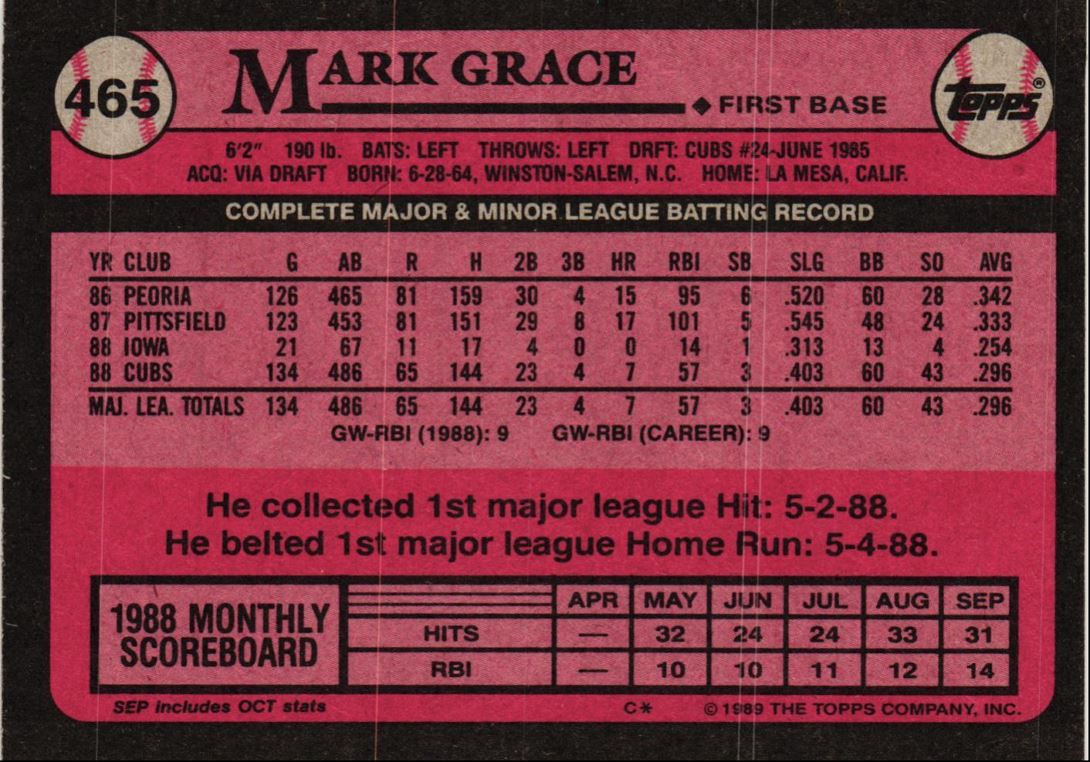 465
MARK GRACE
◆ FIRST BASE
topps®
6'2" 190 lb. BATS: LEFT THROWS: LEFT DRFT: CUBS #24-JUNE 1985
ACQ: VIA DRAFT BORN: 6-28-64, WINSTON-SALEM, N.C. HOME: LA MESA, CALIF.
COMPLETE MAJOR & MINOR LEAGUE BATTING RECORD
YR CLUB G AB R H 2B 3B HR RBI SB SLG BB SO AVG
86 PEORIA 126 465 81 159 30 4 15 95 6 .520 60 28 .342
87 PITTSFIELD 123 453 81 151 29 8 17 101 5 .545 48 24 .333
88 IOWA 21 67 11 17 4 0 0 14 1 .313 13 4 .254
88 CUBS 134 486 65 144 23 4 7 57 3 .403 60 43 .296
MAJ. LEA. TOTALS 134 486 65 144 23 4 7 57 3 .403 60 43 .296
GW-RBI (1988): 9 GW-RBI (CAREER): 9
He collected 1st major league Hit: 5-2-88.
He belted 1st major league Home Run: 5-4-88.
1988 MONTHLY
SCOREBOARD
APR MAY JUN JUL AUG SEP
HITS — 32 24 24 33 31
RBI — 10 10 11 12 14
SEP includes OCT stats C* © 1989 THE TOPPS COMPANY, INC.